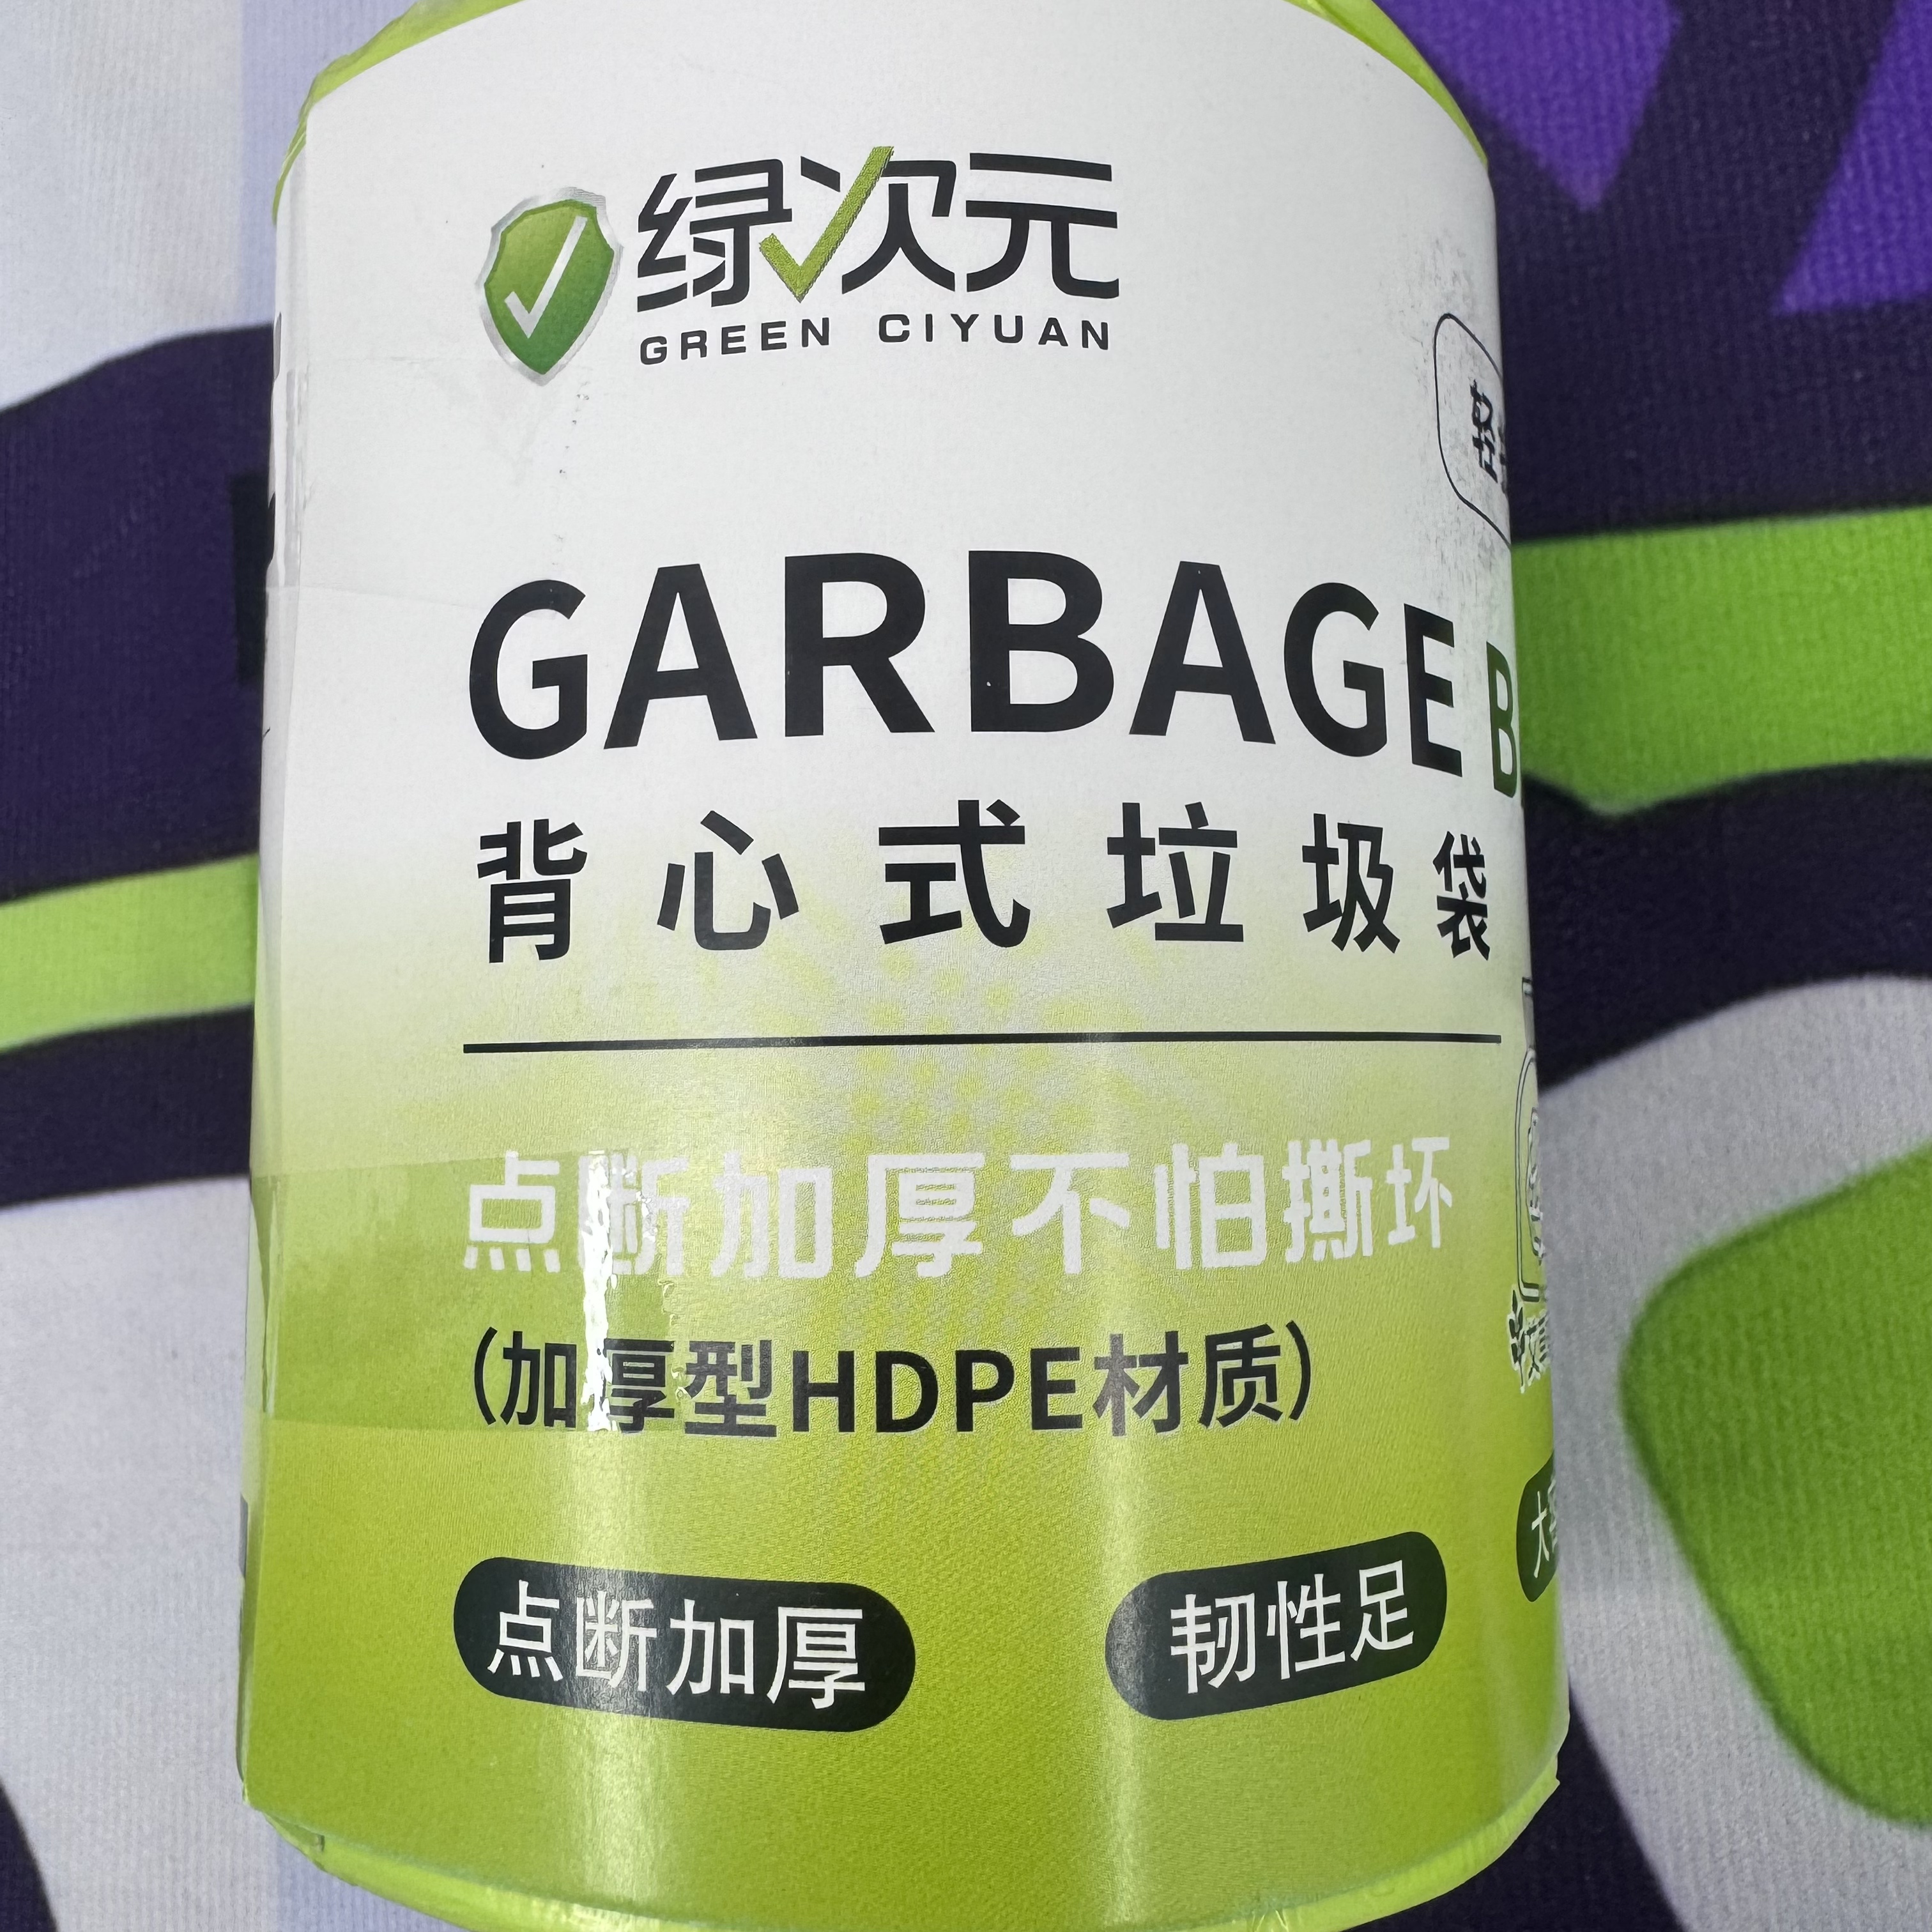 绿次元
GREEN CIYUAN
GARBAGE B
背心式垃圾袋
点断加厚不怕撕坏
（加厚型HDPE材质）
点断加厚
韧性足